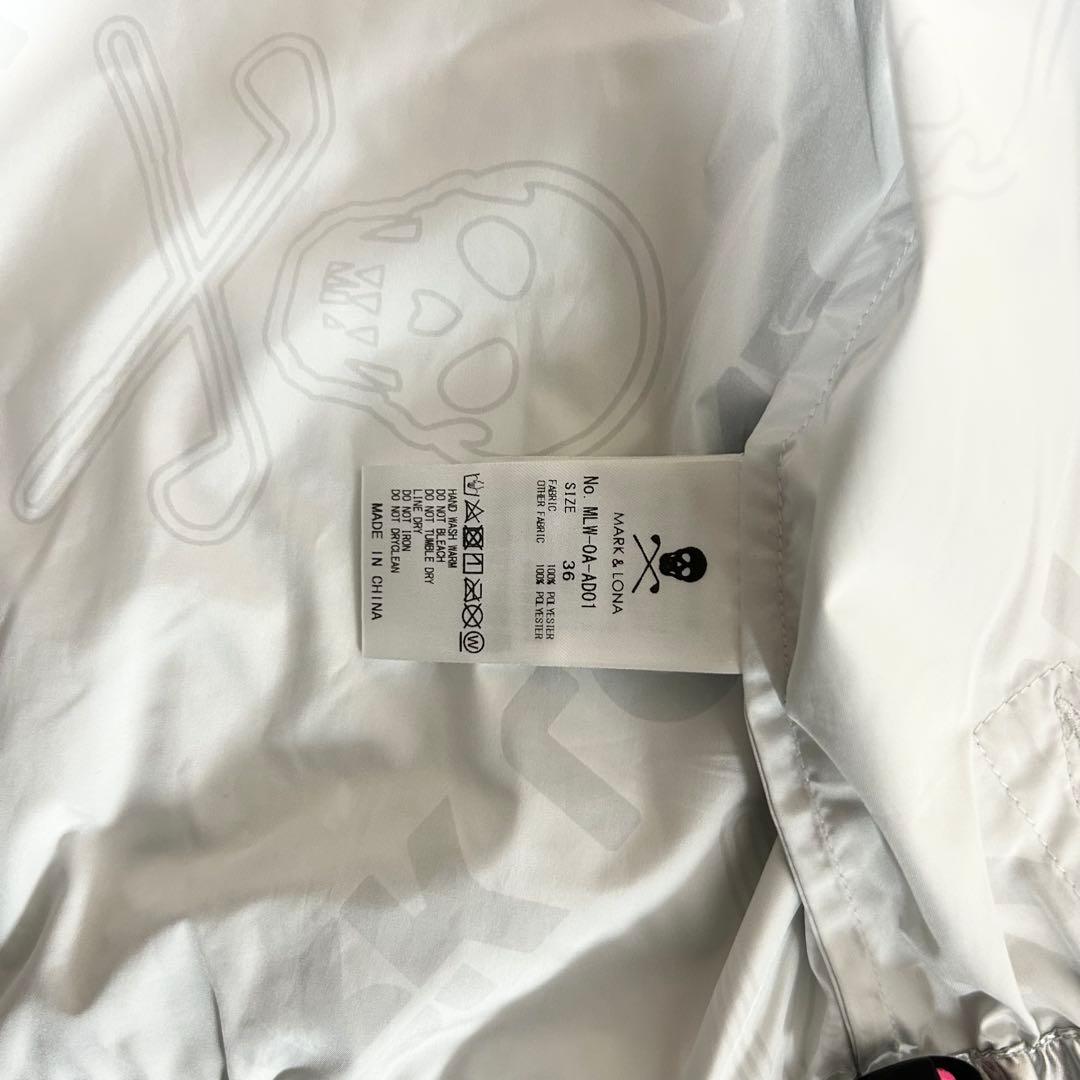 MARK & LONA
No. MLW-0A-AD01
SIZE 36
FABRIC 100% POLYESTER
OTHER FABRIC 100% POLYESTER
W
HAND WASH WARM
DO NOT BLEACH
DO NOT TUMBLE DRY
LINE DRY
DO NOT IRON
DO NOT DRYCLEAN
MADE IN CHINA